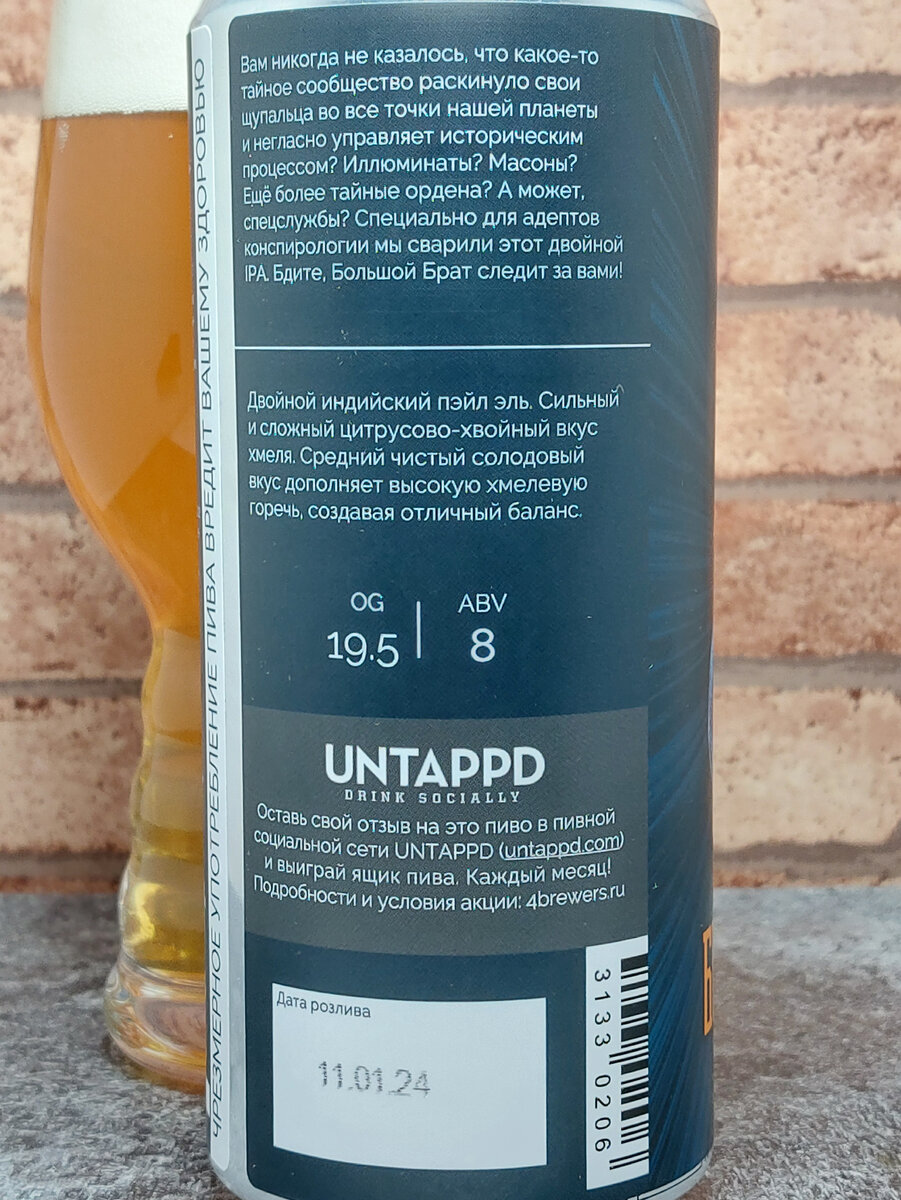 Вам никогда не казалось, что какое-то
тайное сообщество раскинуло свои
щупальца во все точки нашей планеты
и негласно управляет историческим
процессом? Иллюминаты? Масоны?
Ещё более тайные ордена? А может,
спецслужбы? Специально для адептов
конспирологии мы сварили этот двойной
IPA. Бдите, Большой Брат следит за вами!
Двойной индийский пэйл эль. Сильный
и сложный цитрусово-хвойный вкус
хмеля. Средний чистый солодовый
вкус дополняет высокую хмелевую
горечь, создавая отличный баланс.
OG
19.5
ABV
8
UNTAPPD
DRINK SOCIALLY
Оставь свой отзыв на это пиво в пивной
социальной сети UNTAPPD (untappd.com)
и выиграй ящик пива. Каждый месяц!
Подробности и условия акции: 4brewers.ru
Дата розлива
11.01.24
3133 0206
ЧРЕЗМЕРНОЕ УПОТРЕБЛЕНИЕ ПИВА ВРЕДИТ ВАШЕМУ ЗДОРОВЬЮ